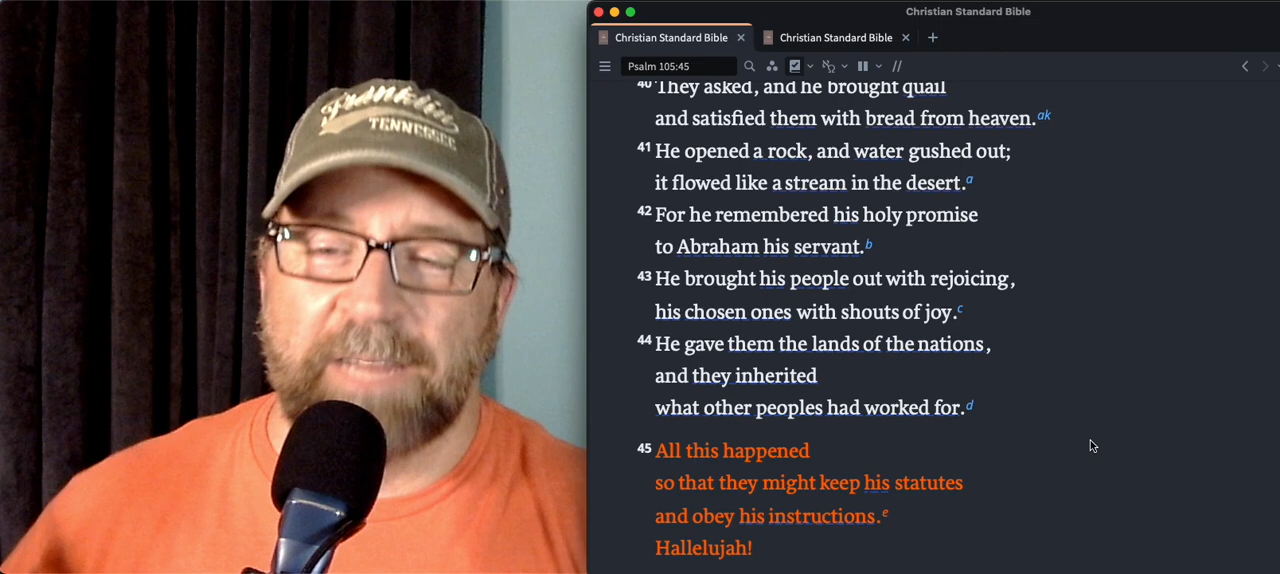 Franklin
TENNESSEE
Christian Standard Bible
Christian Standard Bible
Christian Standard Bible
Psalm 105:45
40 They asked, and he brought quail
and satisfied them with bread from heaven.ak
41 He opened a rock, and water gushed out;
it flowed like a stream in the desert.a
42 For he remembered his holy promise
to Abraham his servant.b
43 He brought his people out with rejoicing,
his chosen ones with shouts of joy.c
44 He gave them the lands of the nations,
and they inherited
what other peoples had worked for.d
45 All this happened
so that they might keep his statutes
and obey his instructions.e
Hallelujah!